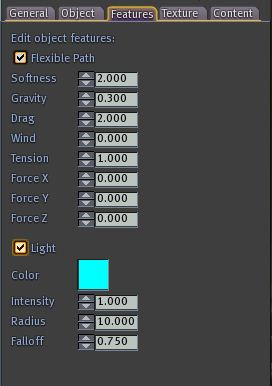 General Object Features Texture Content
Edit object features:
Flexible Path
Softness 2.000
Gravity 0.300
Drag 2.000
Wind 0.000
Tension 1.000
Force X 0.000
Force Y 0.000
Force Z 0.000
Light
Color
Intensity 1.000
Radius 10.000
Falloff 0.750